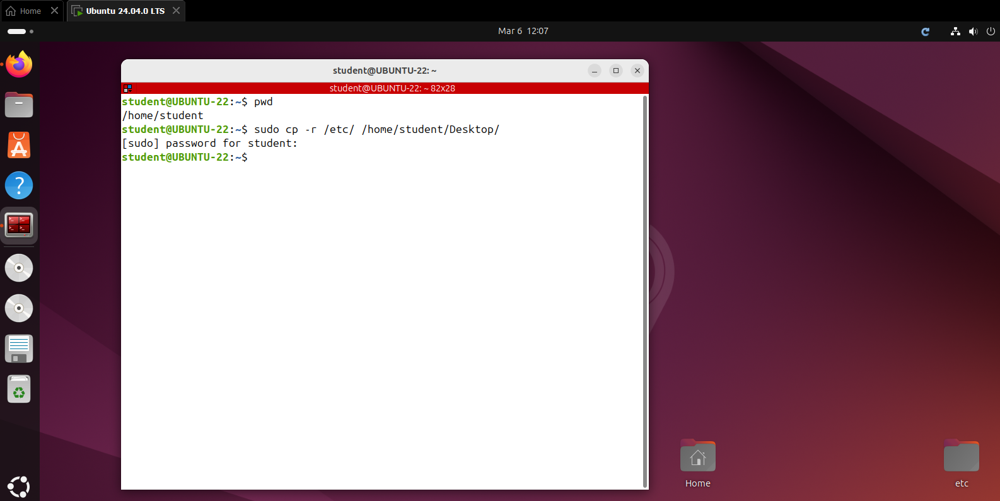 Home
Ubuntu 24.04.0 LTS
Mar 6 12:07
student@UBUNTU-22: ~
student@UBUNTU-22: ~ 82x28
student@UBUNTU-22:~$ pwd
/home/student
student@UBUNTU-22:~$ sudo cp -r /etc/ /home/student/Desktop/
[sudo] password for student:
student@UBUNTU-22:~$
Home
etc